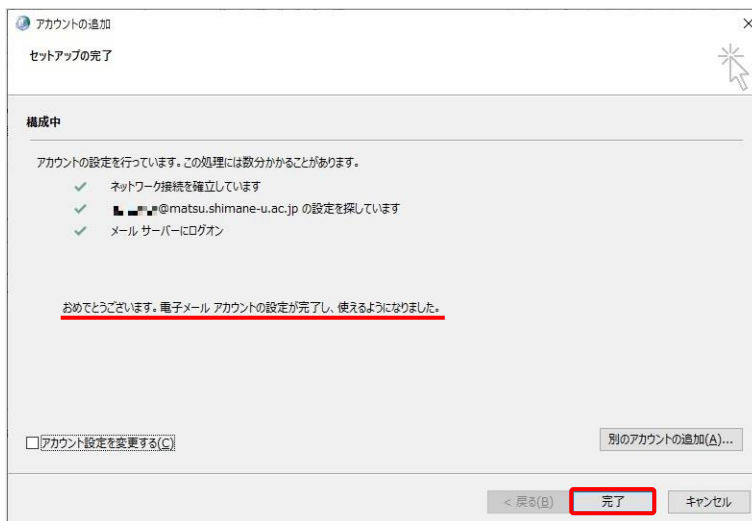 アカウントの追加
セットアップの完了
構成中
アカウントの設定を行っています。この処理には数分かかることがあります。
ネットワーク接続を確立しています
@matsu.shimane-u.ac.jp の設定を探しています
メール サーバーにログオン
おめでとうございます。電子メール アカウントの設定が完了し、使えるようになりました。
アカウント設定を変更する(C)
別のアカウントの追加(A)...
< 戻る(B) 完了 キャンセル